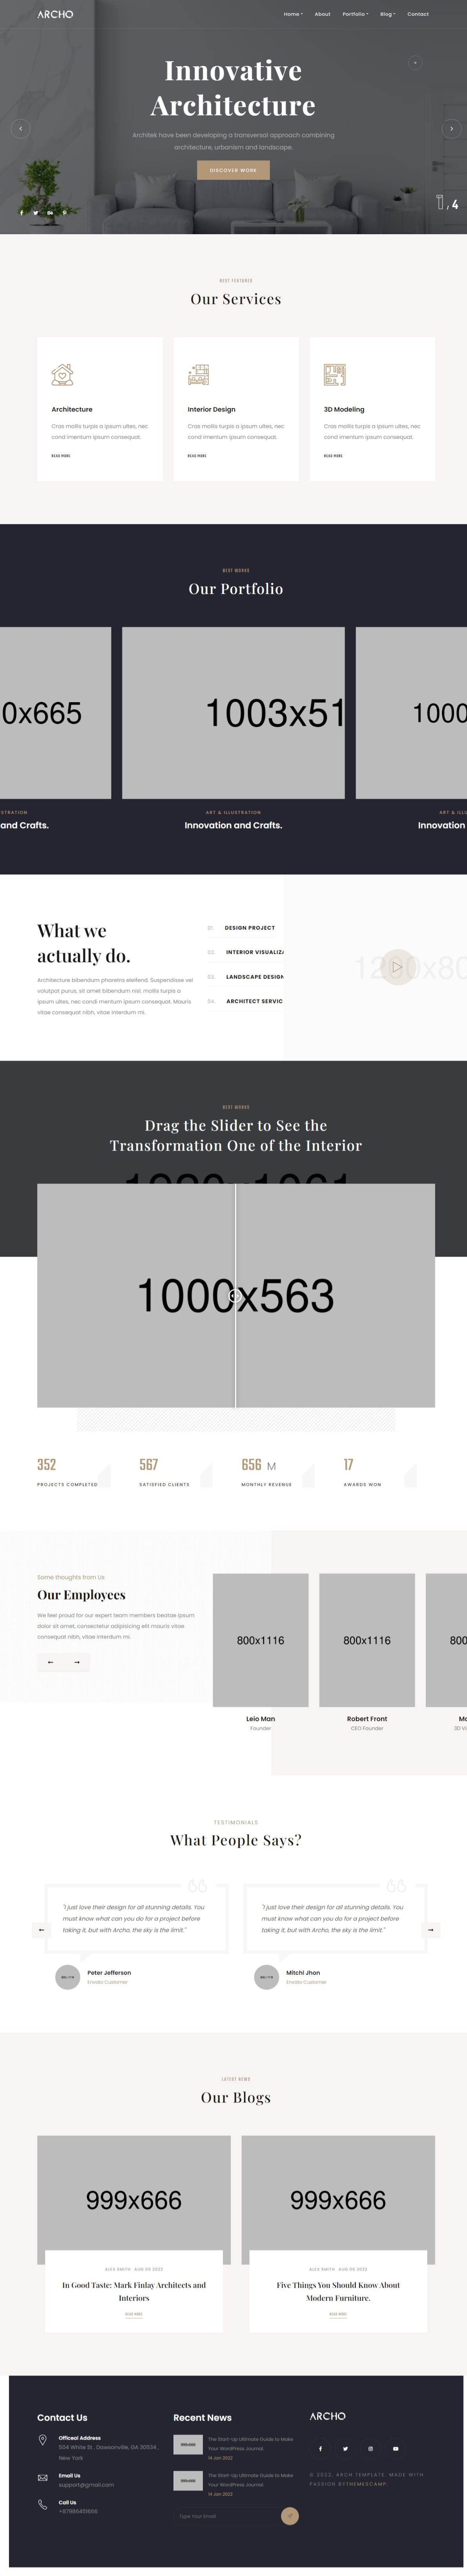 ARCHO
Home About Portfolio Blog Contact
Innovative
Architecture
Architek have been developing a transversal approach combining
architecture, urbanism and landscape.
DISCOVER WORK
1 / 4
BEST FEATURES
Our Services
Architecture
Cras mollis turpis a ipsum ultes, nec
cond imentum ipsum consequat.
READ MORE
Interior Design
Cras mollis turpis a ipsum ultes, nec
cond imentum ipsum consequat.
READ MORE
3D Modeling
Cras mollis turpis a ipsum ultes, nec
cond imentum ipsum consequat.
READ MORE
BEST WORKS
Our Portfolio
0x665
1003x51
1000
STRATION
and Crafts.
ART & ILLUSTRATION
Innovation and Crafts.
ART & ILLU
Innovation
What we
actually do.
Architecture bibendum pharetra eleifend. Suspendisse vel
volutpat purus, sit amet bibendum nisl. mollis turpis a
ipsum ultes, nec condi mentum ipsum consequat. Mauris
vitae consequat nibh, vitae interdum mi.
01. DESIGN PROJECT
02. INTERIOR VISUALIZA
03. LANDSCAPE DESIGN
04. ARCHITECT SERVIC
1280x80
BEST WORKS
Drag the Slider to See the
Transformation One of the Interior
1000x563
352
PROJECTS COMPLETED
567
SATISFIED CLIENTS
656 M
MONTHLY REVENUE
17
AWARDS WON
Some thoughts from Us
Our Employees
We feel proud for our expert team members beatae ipsum
dolor sit amet, consectetur adipisicing elit mauris vitae
consequat nibh, vitae interdum mi.
800x1116
800x1116
800
Leio Man
Founder
Robert Front
CEO Founder
Mo
3D Vi
TESTIMONIALS
What People Says?
"I just love their design for all stunning details. You
must know what can you do for a project before
taking it, but with Archo, the sky is the limit."
Peter Jefferson
Envato Customer
"I just love their design for all stunning details. You
must know what can you do for a project before
taking it, but with Archo, the sky is the limit."
Mitchl Jhon
Envato Customer
LATEST NEWS
Our Blogs
999x666
ALEX SMITH AUG 05 2022
In Good Taste: Mark Finlay Architects and
Interiors
READ MORE
999x666
ALEX SMITH AUG 05 2022
Five Things You Should Know About
Modern Furniture.
READ MORE
Contact Us
Officeal Address
504 White St . Dawsonville, GA 30534 ,
New York
Email Us
support@gmail.com
Call Us
+87986451666
Recent News
The Start-Up Ultimate Guide to Make
Your WordPress Journal.
14 Jan 2022
The Start-Up Ultimate Guide to Make
Your WordPress Journal.
14 Jan 2022
Type Your Email
ARCHO
© 2022, ARCH TEMPLATE. MADE WITH
PASSION BY THEMESCAMP